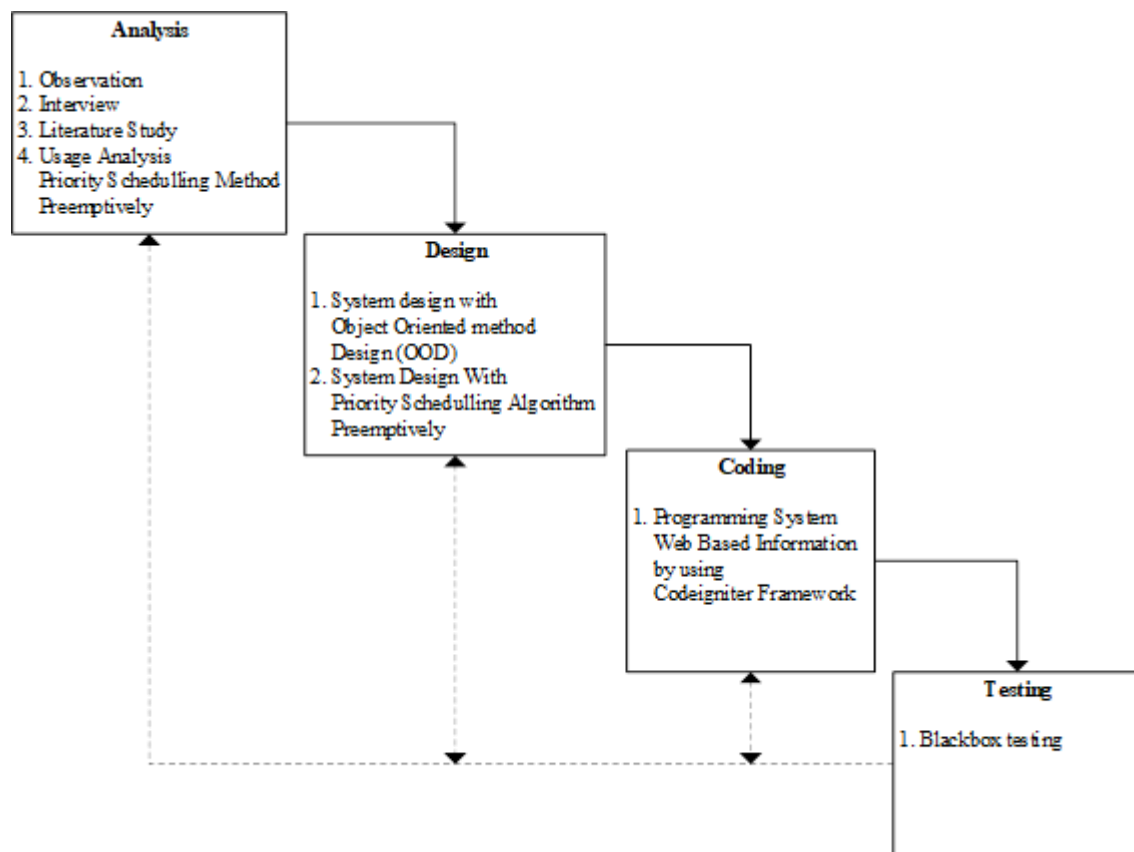 Analysis
1. Observation
2. Interview
3. Literature Study
4. Usage Analysis
Priority Schedulling Method
Preemptively
Design
1. System design with
Object Oriented method
Design (OOD)
2. System Design With
Priority Schedulling Algorithm
Preemptively
Coding
1. Programming System
Web Based Information
by using
Codeigniter Framework
Testing
1. Blackbox testing